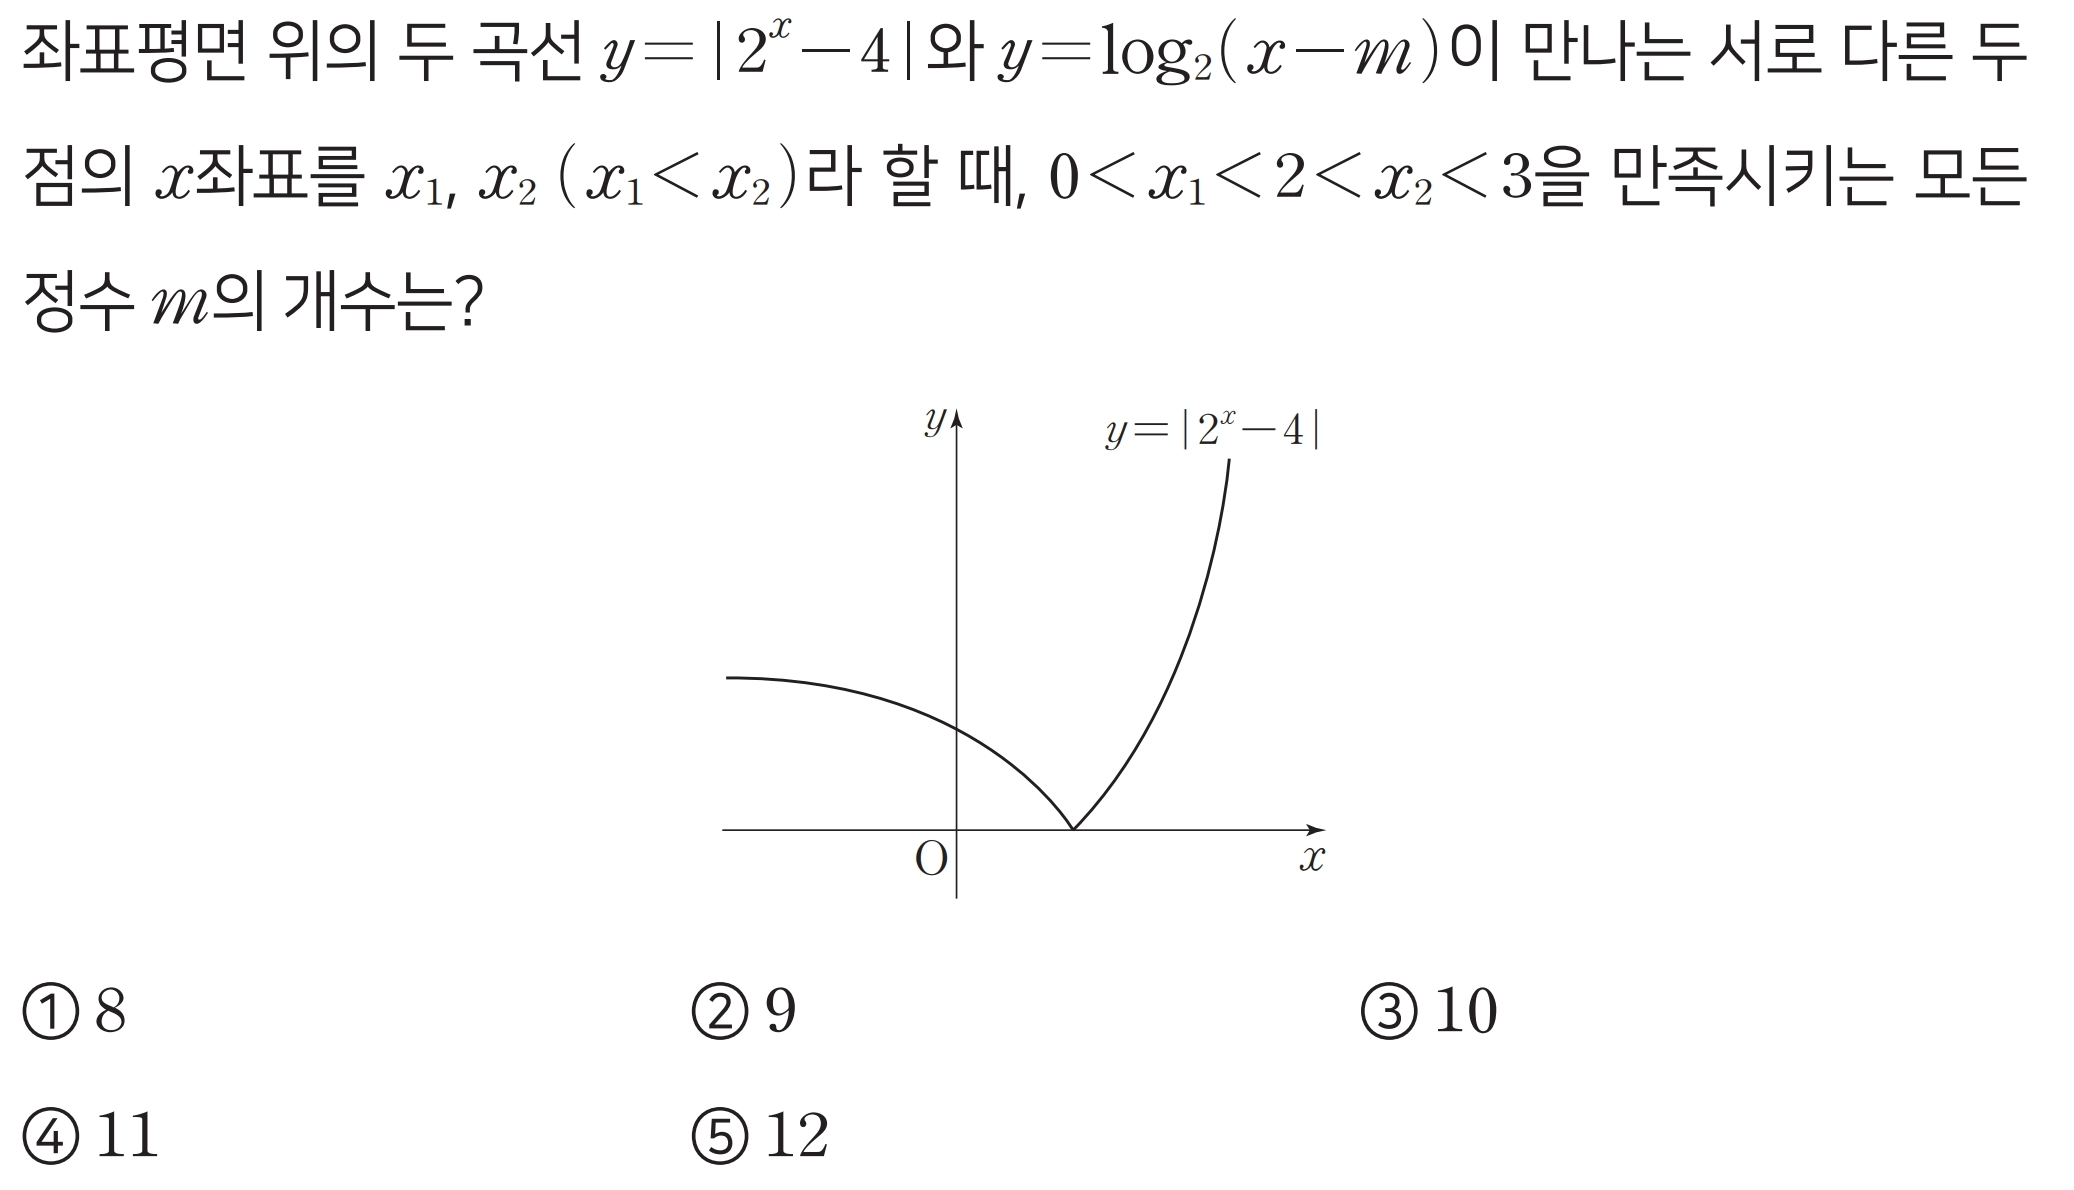 좌표평면 위의 두 곡선 y=|2^x-4|와 y=log₂(x-m)이 만나는 서로 다른 두
점의 x좌표를 x₁, x₂ (x₁<x₂)라 할 때, 0<x₁<2<x₂<3을 만족시키는 모든
정수 m의 개수는?
y
y=|2^x-4|
O
x
① 8 ② 9 ③ 10
④ 11 ⑤ 12